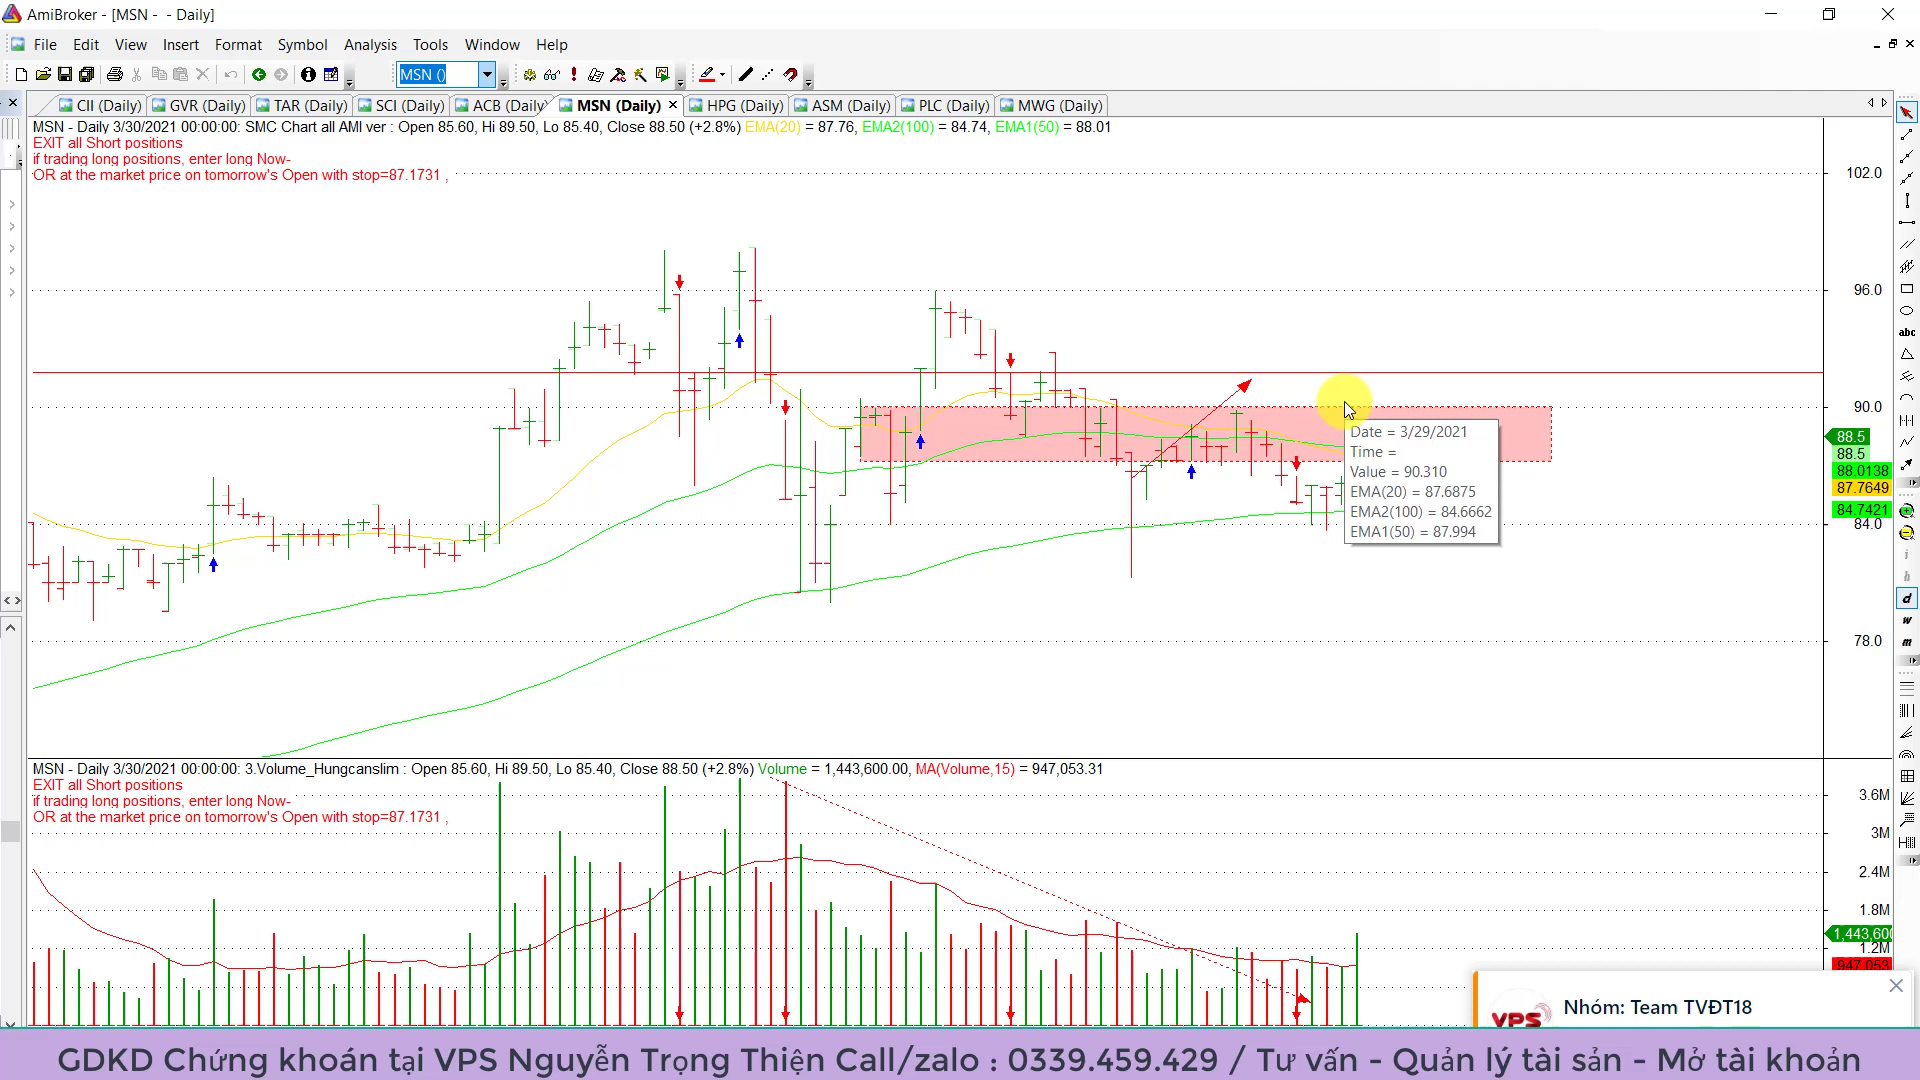 AmiBroker - [MSN -  - Daily]
File Edit View Insert Format Symbol Analysis Tools Window Help
MSN ()
CII (Daily) GVR (Daily) TAR (Daily) SCI (Daily) ACB (Daily) MSN (Daily) HPG (Daily) ASM (Daily) PLC (Daily) MWG (Daily)
MSN - Daily 3/30/2021 00:00:00: SMC Chart all AMI ver : Open 85.60, Hi 89.50, Lo 85.40, Close 88.50 (+2.8%) EMA(20) = 87.76, EMA2(100) = 84.74, EMA1(50) = 88.01
EXIT all Short positions
if trading long positions, enter long Now-
OR at the market price on tomorrow's Open with stop=87.1731 ,
102.0
96.0
90.0
88.5
88.5
88.0138
87.7649
84.7421
84.0
78.0
Date = 3/29/2021
Time =
Value = 90.310
EMA(20) = 87.6875
EMA2(100) = 84.6662
EMA1(50) = 87.994
abc
i
h
d
w
m
MSN - Daily 3/30/2021 00:00:00: 3.Volume_Hungcanslim : Open 85.60, Hi 89.50, Lo 85.40, Close 88.50 (+2.8%) Volume = 1,443,600.00, MA(Volume,15) = 947,053.31
EXIT all Short positions
if trading long positions, enter long Now-
OR at the market price on tomorrow's Open with stop=87.1731 ,
3.6M
3M
2.4M
1.8M
1,443,600
1.2M
947,053
VPS
Nhóm: Team TVĐT18
GDKD Chứng khoán tại VPS Nguyễn Trọng Thiện Call/zalo : 0339.459.429 / Tư vấn - Quản lý tài sản - Mở tài khoản